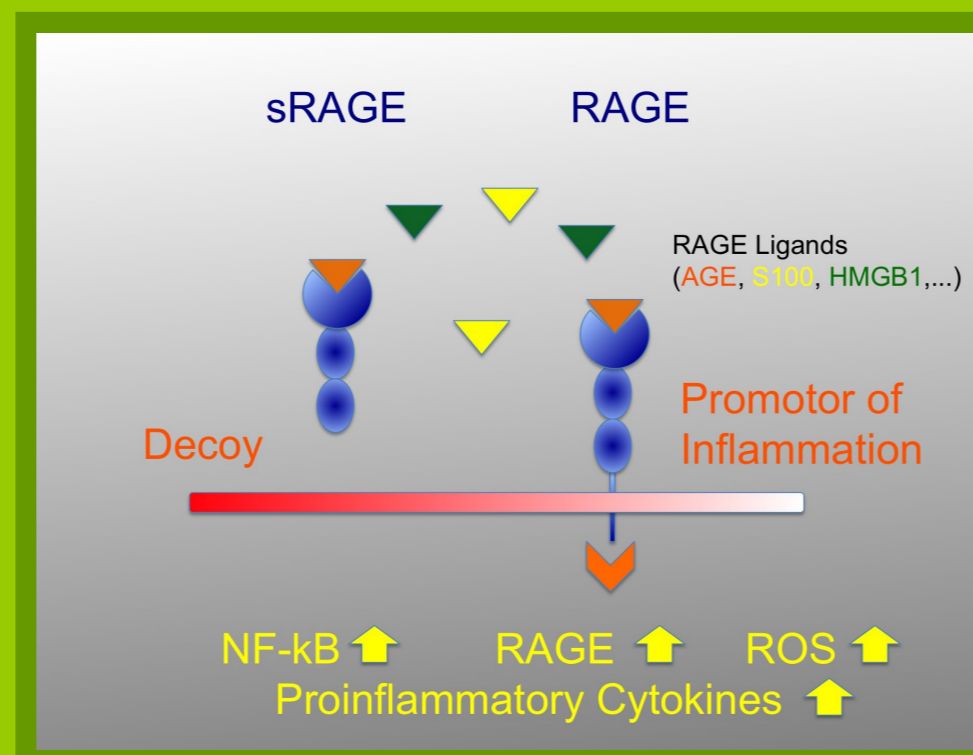 sRAGE RAGE
RAGE Ligands
(AGE, S100, HMGB1,...)
Promotor of
Inflammation
Decoy
NF-kB RAGE ROS
Proinflammatory Cytokines